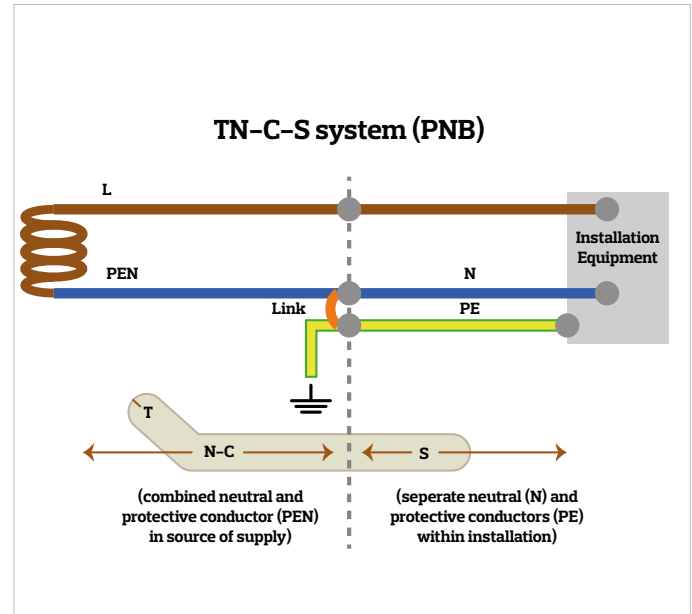 TN-C-S system (PNB)
L
Installation
Equipment
PEN
N
Link
PE
T
N-C
S
(combined neutral and
protective conductor (PEN)
in source of supply)
(seperate neutral (N) and
protective conductors (PE)
within installation)